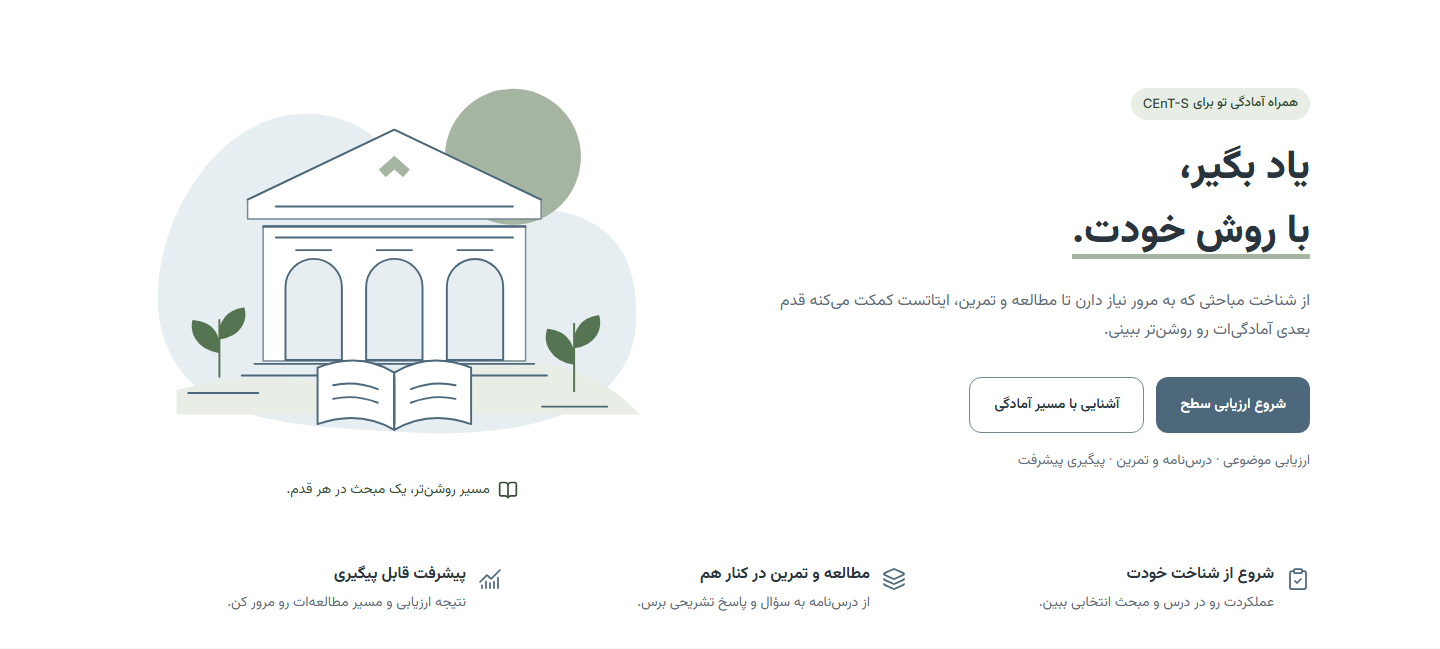 همراه آمادگی تو برای CEnT-S
یاد بگیر،
با روش خودت.
از شناخت مباحثی که به مرور نیاز دارن تا مطالعه و تمرین، ایتاتست کمکت می‌کنه قدم
بعدی آمادگی‌ات رو روشن‌تر ببینی.
شروع ارزیابی سطح
آشنایی با مسیر آمادگی
ارزیابی موضوعی · درس‌نامه و تمرین · پیگیری پیشرفت
مسیر روشن‌تر، یک مبحث در هر قدم.
شروع از شناخت خودت
عملکردت رو در درس و مبحث انتخابی ببین.
مطالعه و تمرین در کنار هم
از درس‌نامه به سؤال و پاسخ تشریحی برس.
پیشرفت قابل پیگیری
نتیجه ارزیابی و مسیر مطالعه‌ات رو مرور کن.